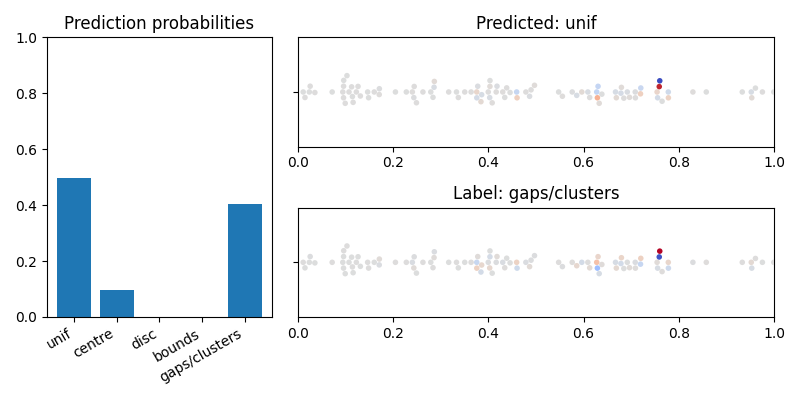 Prediction probabilities
1.0
0.8
0.6
0.4
0.2
0.0
unif
centre
disc
bounds
gaps/clusters
Predicted: unif
0.0 0.2 0.4 0.6 0.8 1.0
Label: gaps/clusters
0.0 0.2 0.4 0.6 0.8 1.0